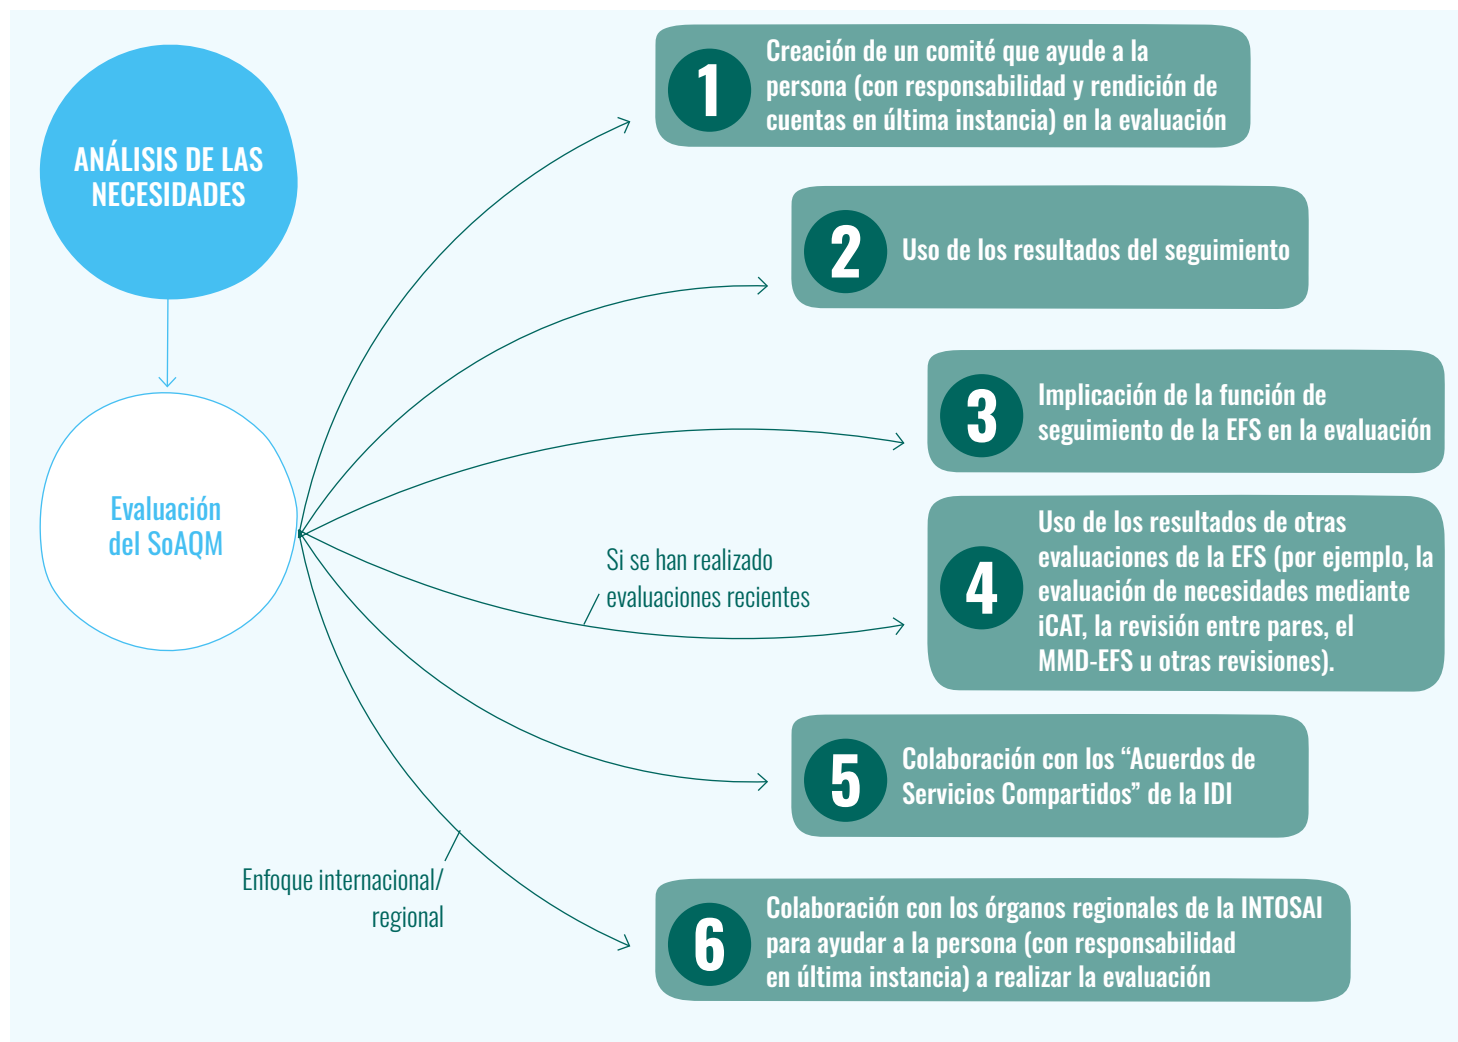 ANÁLISIS DE LAS
NECESIDADES
Evaluación
del SoAQM
1
Creación de un comité que ayude a la
persona (con responsabilidad y rendición de
cuentas en última instancia) en la evaluación
2
Uso de los resultados del seguimiento
3
Implicación de la función de
seguimiento de la EFS en la evaluación
Si se han realizado
evaluaciones recientes
4
Uso de los resultados de otras
evaluaciones de la EFS (por ejemplo, la
evaluación de necesidades mediante
iCAT, la revisión entre pares, el
MMD-EFS u otras revisiones).
5
Colaboración con los “Acuerdos de
Servicios Compartidos” de la IDI
Enfoque internacional/
regional
6
Colaboración con los órganos regionales de la INTOSAI
para ayudar a la persona (con responsabilidad
en última instancia) a realizar la evaluación